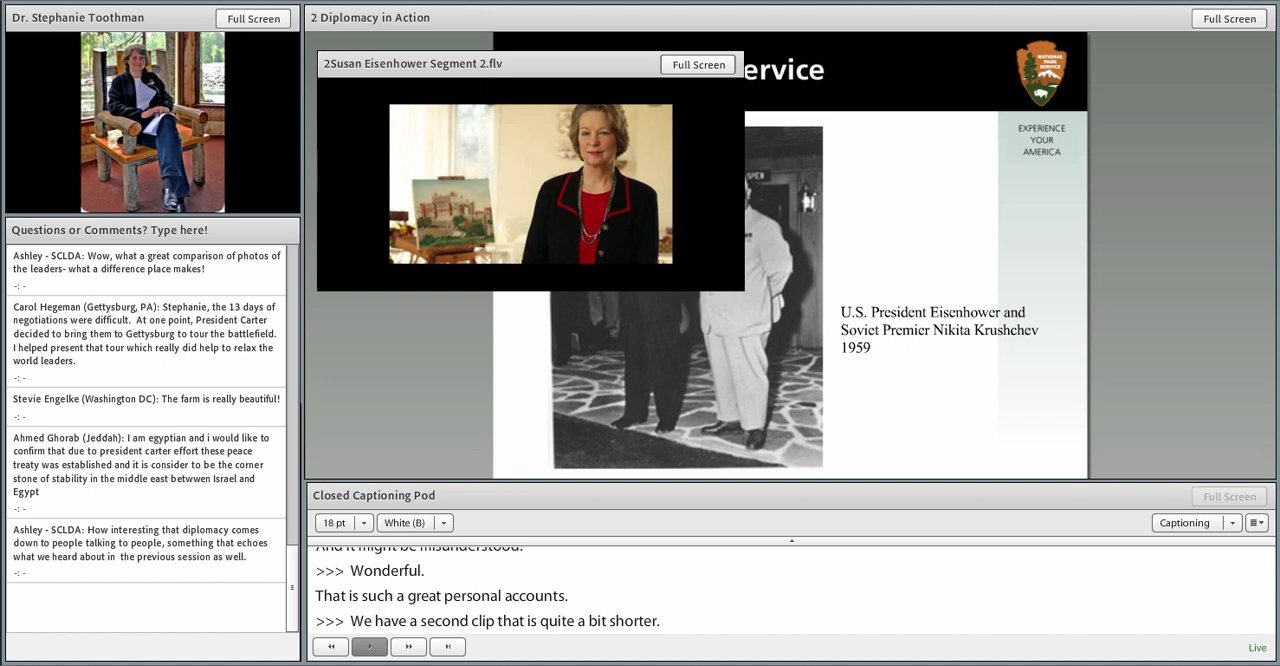 Dr. Stephanie Toothman
Full Screen
Questions or Comments? Type here!
Ashley - SCLDA: Wow, what a great comparison of photos of
the leaders- what a difference place makes!
-: -
Carol Hegeman (Gettysburg, PA): Stephanie, the 13 days of
negotiations were difficult.  At one point, President Carter
decided to bring them to Gettysburg to tour the battlefield.
I helped present that tour which really did help to relax the
world leaders.
-: -
Stevie Engelke (Washington DC): The farm is really beautiful!
-: -
Ahmed Ghorab (Jeddah): I am egyptian and i would like to
confirm that due to president carter effort these peace
treaty was established and it is consider to be the corner
stone of stability in the middle east betwwen Israel and
Egypt
-: -
Ashley - SCLDA: How interesting that diplomacy comes
down to people talking to people, something that echoes
what we heard about in  the previous session as well.
-: -
2 Diplomacy in Action
Full Screen
2Susan Eisenhower Segment 2.flv
Full Screen
ervice
NATIONAL
PARK
SERVICE
EXPERIENCE
YOUR
AMERICA
U.S. President Eisenhower and
Soviet Premier Nikita Krushchev
1959
Closed Captioning Pod
Full Screen
18 pt
White (B)
Captioning
And it might be misunderstood.
>>> Wonderful.
That is such a great personal accounts.
>>> We have a second clip that is quite a bit shorter.
Live